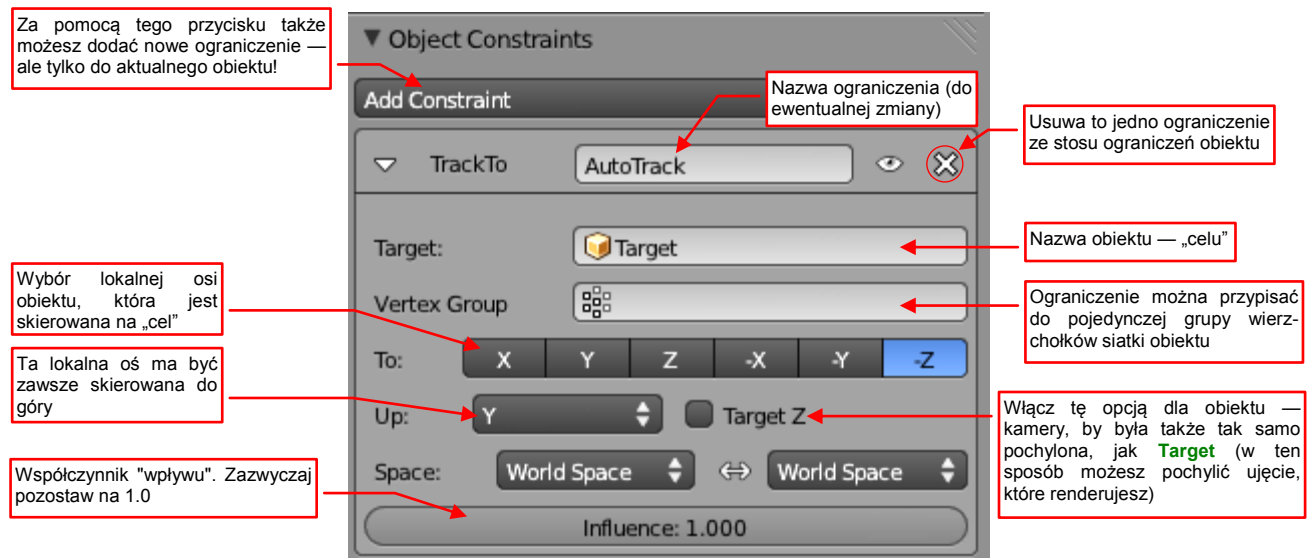 Za pomocą tego przycisku także
możesz dodać nowe ograniczenie —
ale tylko do aktualnego obiektu!
Object Constraints
Add Constraint
Nazwa ograniczenia (do
ewentualnej zmiany)
Usuwa to jedno ograniczenie
ze stosu ograniczeń obiektu
TrackTo
AutoTrack
Target:
Target
Nazwa obiektu — „celu”
Wybór lokalnej osi
obiektu, która jest
skierowana na „cel”
Vertex Group
Ograniczenie można przypisać
do pojedynczej grupy wierz-
chołków siatki obiektu
To:
X Y Z -X -Y -Z
Ta lokalna oś ma być
zawsze skierowana do
góry
Up:
Y
Target Z
Włącz tę opcją dla obiektu —
kamery, by była także tak samo
pochylona, jak Target (w ten
sposób możesz pochylić ujęcie,
które renderujesz)
Współczynnik "wpływu". Zazwyczaj
pozostaw na 1.0
Space:
World Space
World Space
Influence: 1.000